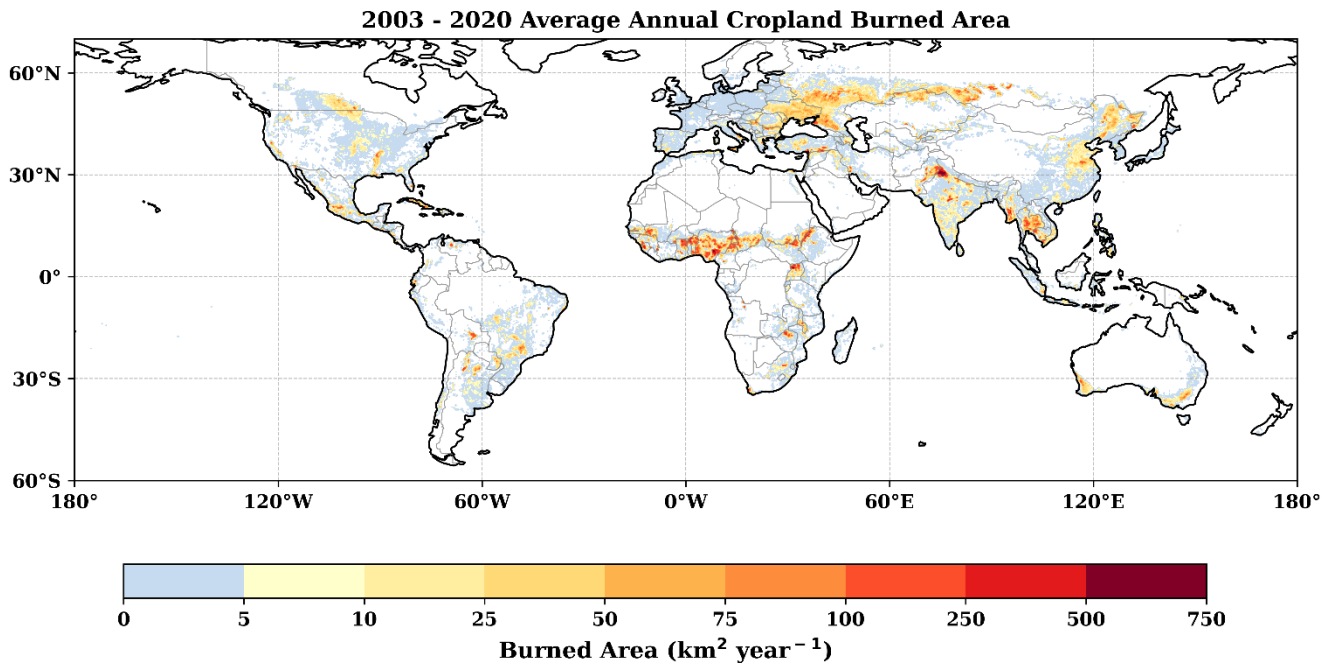 2003 - 2020 Average Annual Cropland Burned Area
60°N
30°N
0°
30°S
60°S
180° 120°W 60°W 0°W 60°E 120°E 180°
0 5 10 25 50 75 100 250 500 750
Burned Area (km² year⁻¹)